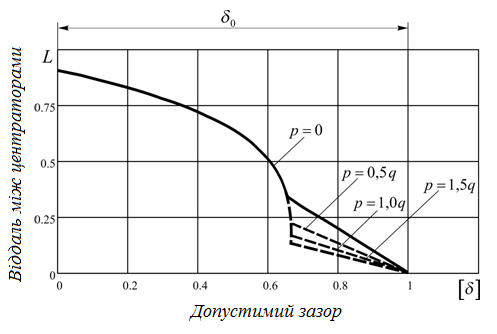 δ₀
L
0.75
0.5
0.25
0
p=0
p=0,5q
p=1,0q
p=1,5q
0
0.2
0.4
0.6
0.8
1
[δ]
Віддаль між центраторами
Допустимий зазор